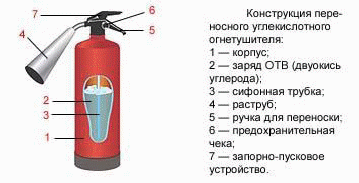 Конструкция пере-
носного углекислотного
огнетушителя:
1 — корпус;
2 — заряд ОТВ (двуокись
углерода);
3 — сифонная трубка;
4 — раструб;
5 — ручка для переноски;
6 — предохранительная
чека;
7 — запорно-пусковое
устройство.
7
6
5
4
2
3
1